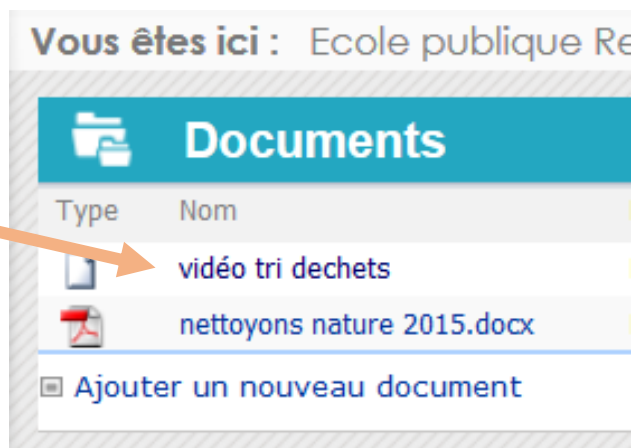 Vous êtes ici : Ecole publique Re
Documents
Type Nom
vidéo tri dechets
nettoyons nature 2015.docx
Ajouter un nouveau document